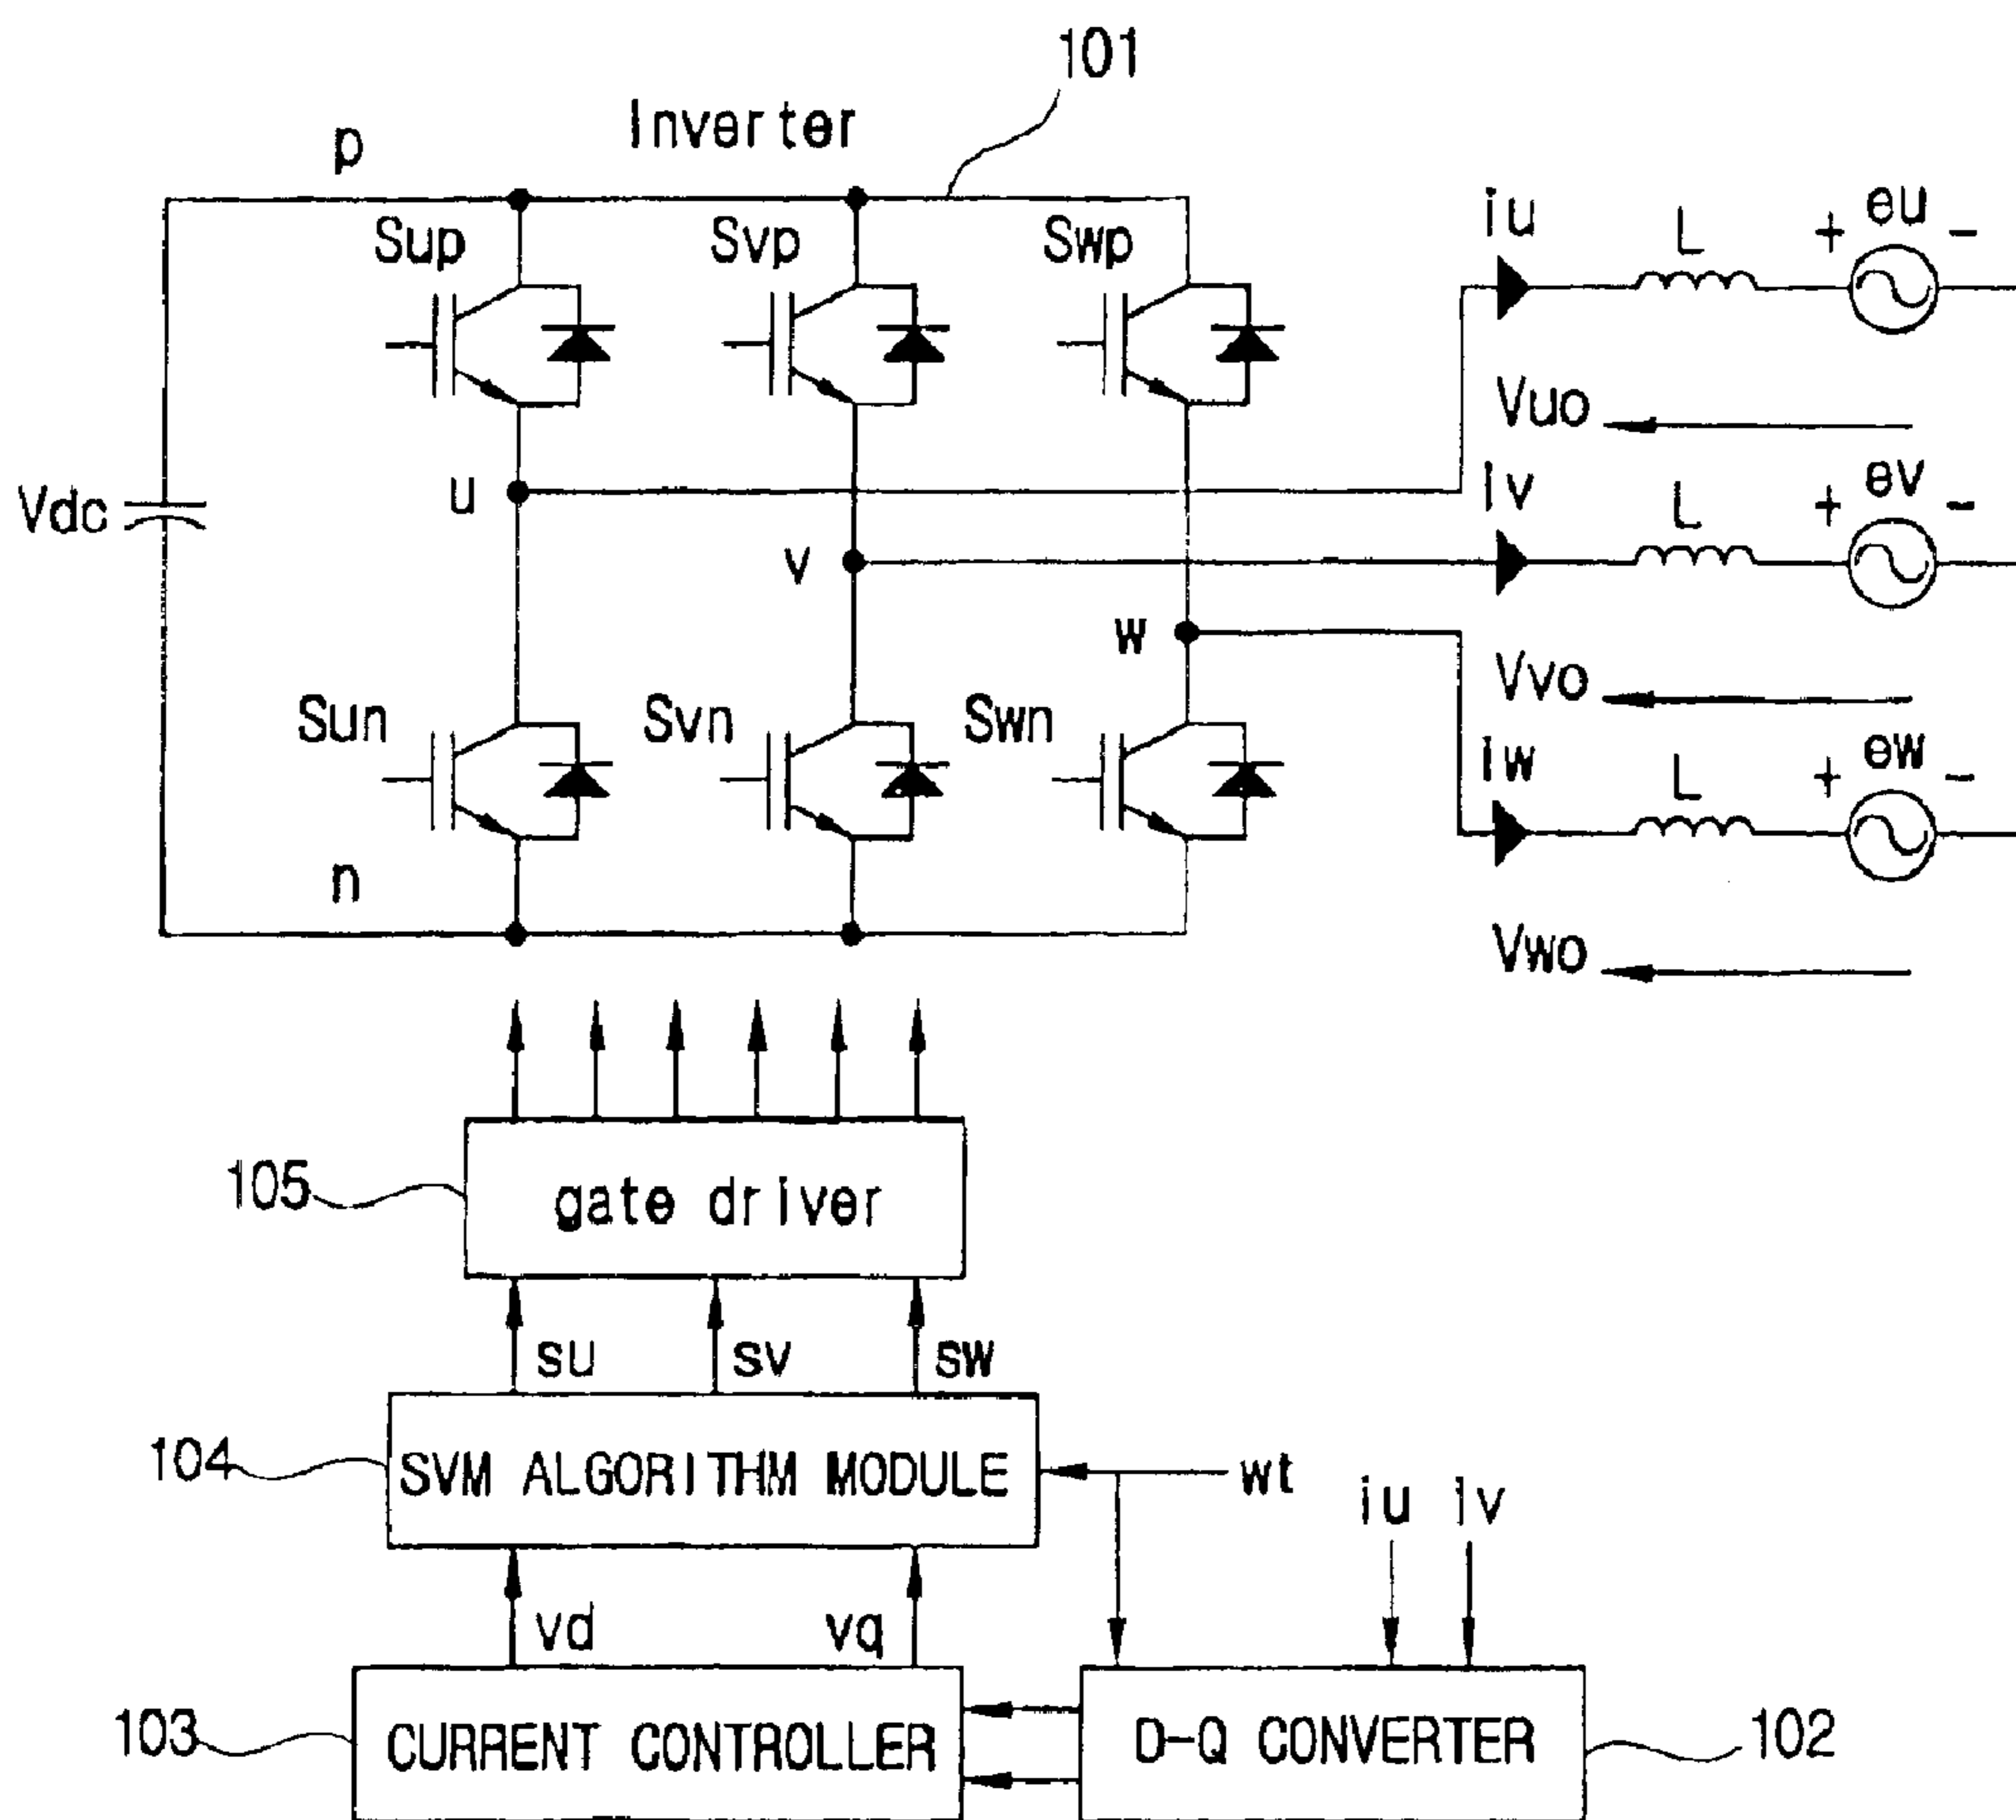 101
Inverter
p
Sup
Svp
Swp
iu
L
+
eu
-
Vuo
Vdc
u
iv
L
+
ev
-
v
w
Vvo
Sun
Svn
Swn
iw
L
+
ew
-
n
Vwo
105
gate driver
su
sv
sw
104
SVM ALGORITHM MODULE
wt
iu
iv
vd
vq
103
CURRENT CONTROLLER
D-Q CONVERTER
102